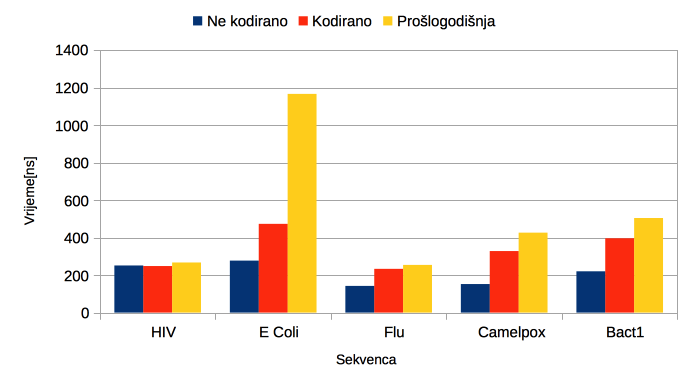 Ne kodirano Kodirano Prošlogodišnja
1400
1200
1000
800
600
400
200
0
Vrijeme[ns]
HIV E Coli Flu Camelpox Bact1
Sekvenca